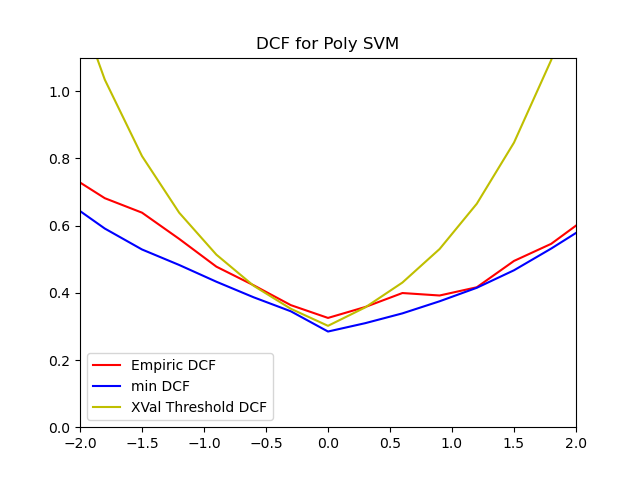 DCF for Poly SVM
1.0
0.8
0.6
0.4
0.2
0.0
Empiric DCF
min DCF
XVal Threshold DCF
−2.0 −1.5 −1.0 −0.5 0.0 0.5 1.0 1.5 2.0